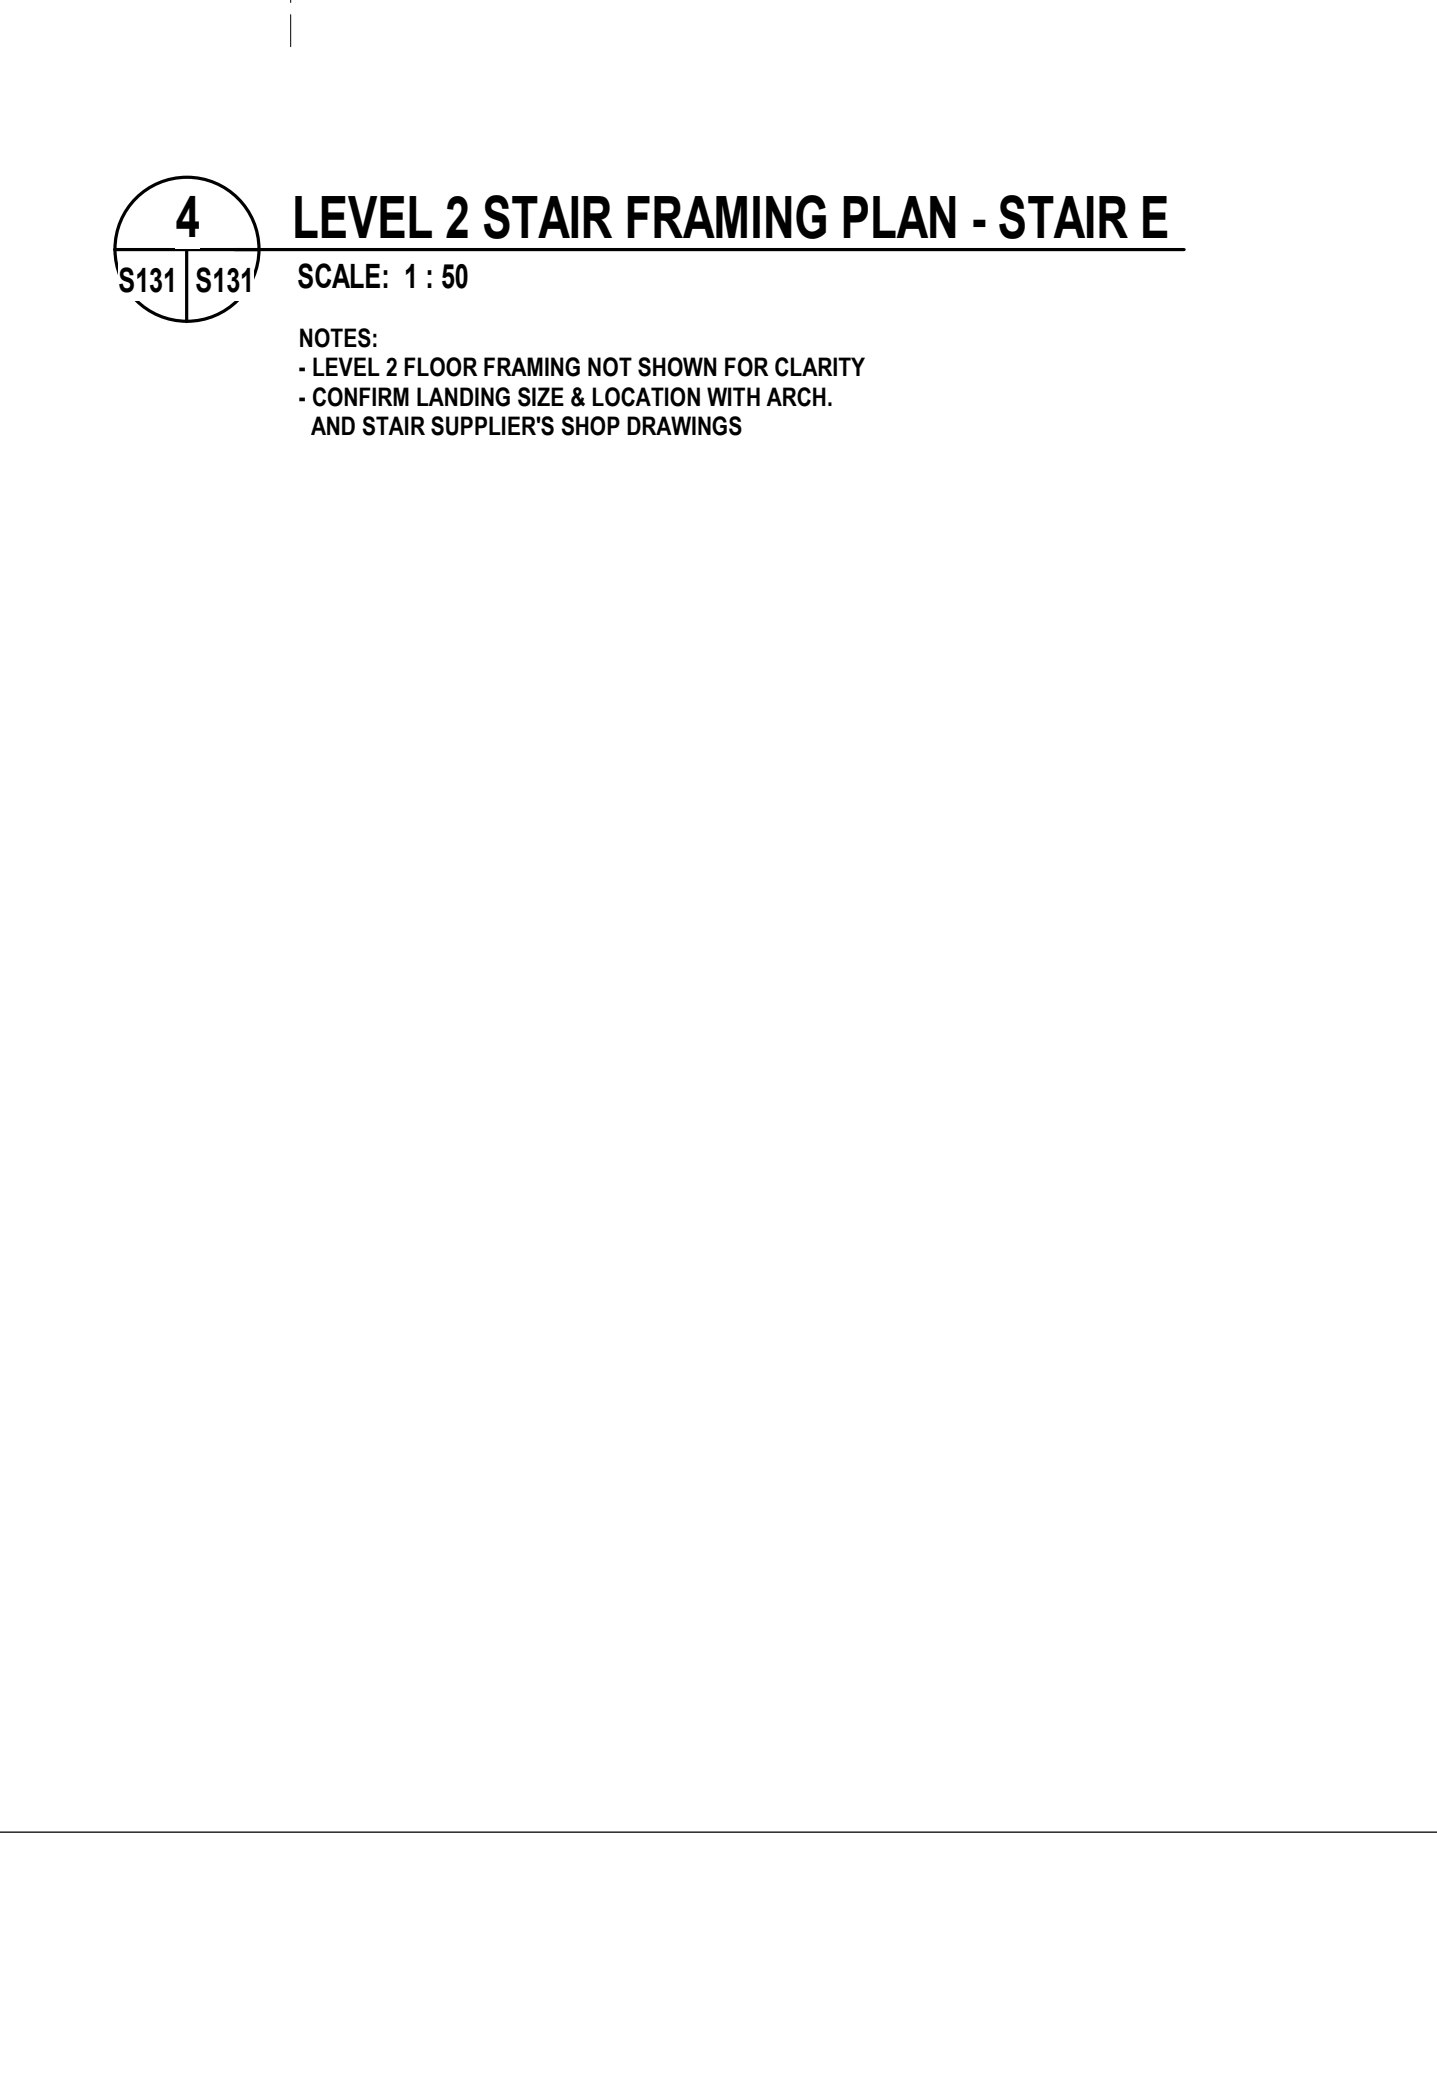 4
LEVEL 2 STAIR FRAMING PLAN - STAIR E
S131 S131
SCALE: 1 : 50
NOTES:
- LEVEL 2 FLOOR FRAMING NOT SHOWN FOR CLARITY
- CONFIRM LANDING SIZE & LOCATION WITH ARCH.
AND STAIR SUPPLIER'S SHOP DRAWINGS